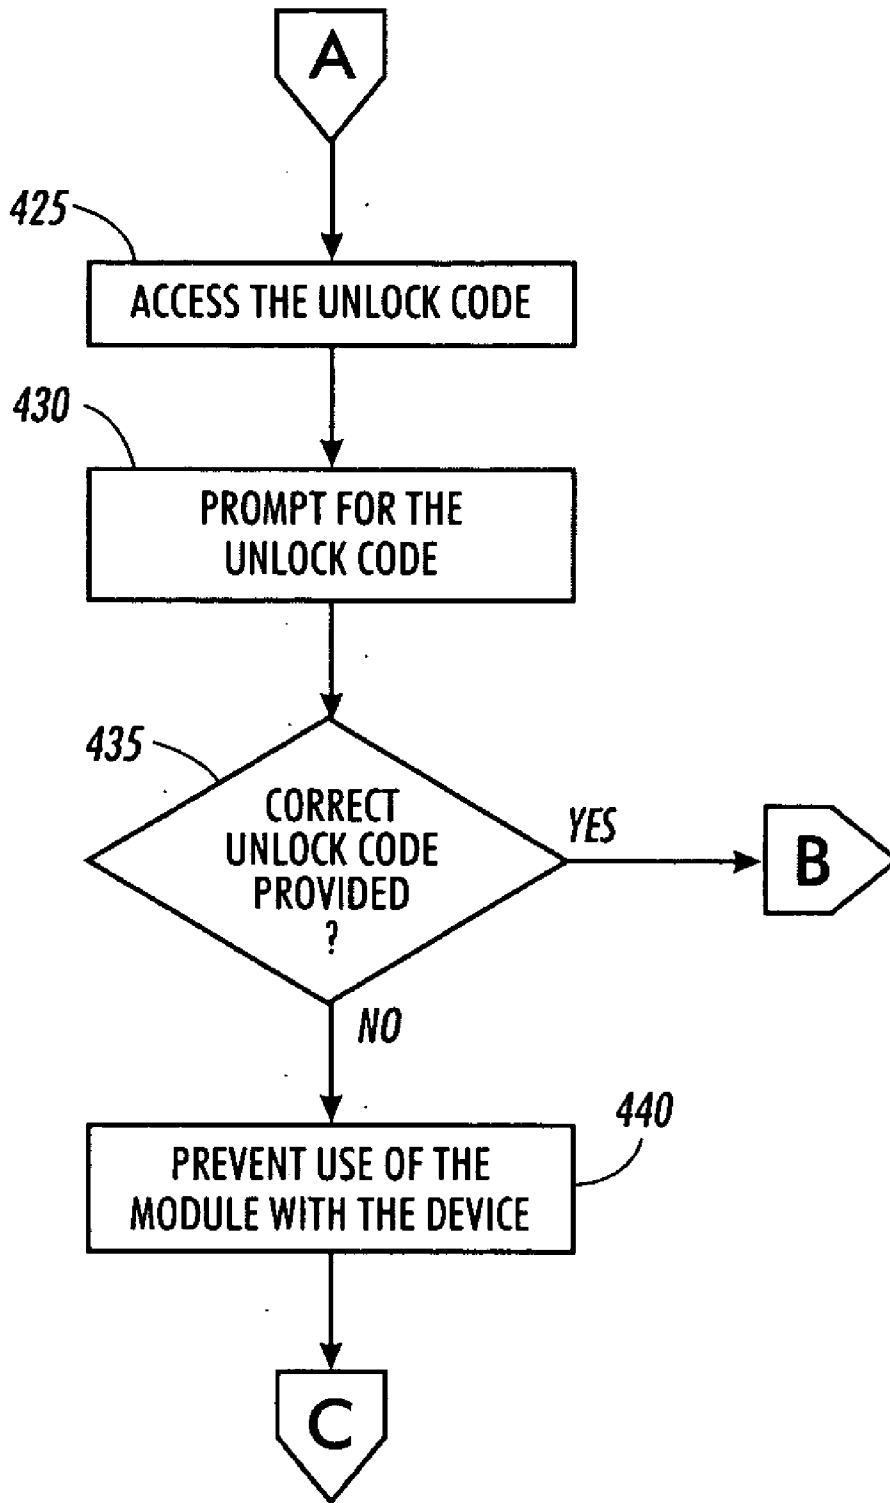 A
425
ACCESS THE UNLOCK CODE
430
PROMPT FOR THE
UNLOCK CODE
435
CORRECT
UNLOCK CODE
PROVIDED
?
YES
B
NO
440
PREVENT USE OF THE
MODULE WITH THE DEVICE
C